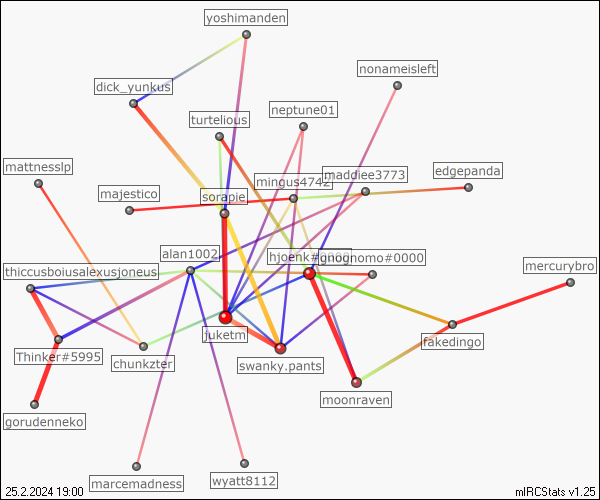 yoshimanden
nonameisleft
dick_yunkus
neptune01
turtelious
mattnesslp
maddiee3773
edgepanda
mingus4742
majestico
sorapie
alan1002
gnognomo#0000
mercurybro
thiccusboiusalexusjoneus
juketm
fakedingo
Thinker#5995
chunkzter
swanky.pants
moonraven
gorudenneko
marcemadness
wyatt8112
25.2.2024 19:00
mIRCStats v1.25